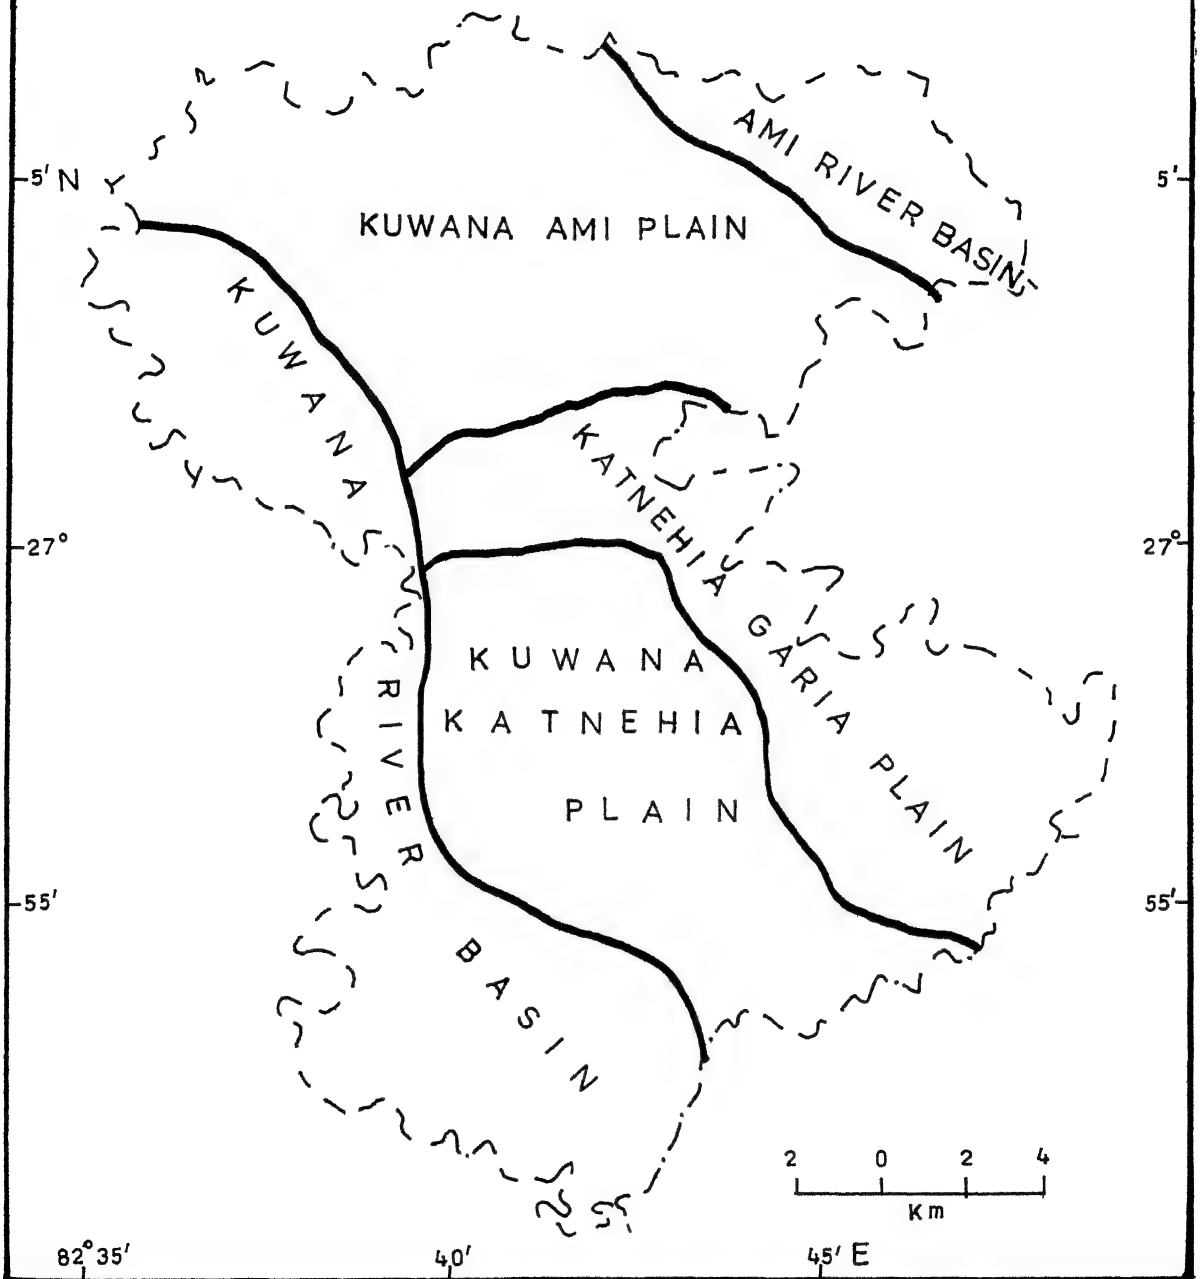 AMI RIVER BASIN
5' N
5'
KUWANA AMI PLAIN
KUWANA RIVER BASIN
KATNEHIA GARIA PLAIN
27°
27°
KUWANA
KATNEHIA
PLAIN
55'
55'
2 0 2 4
Km
82°35' 40' 45' E